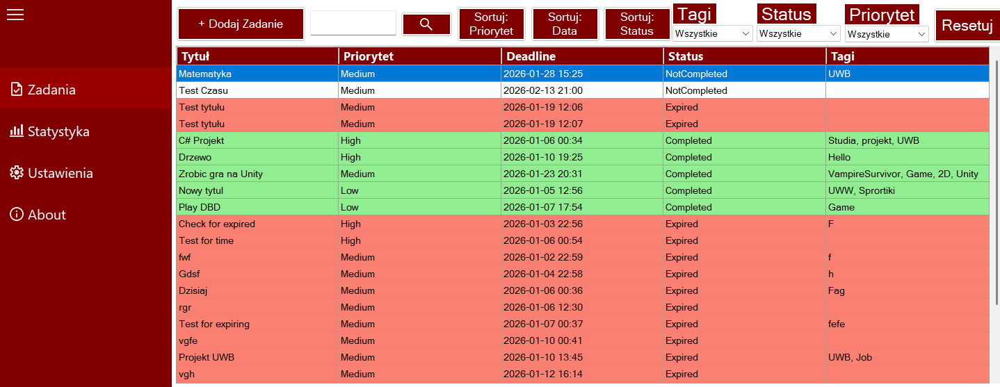 Zadania
Statystyka
Ustawienia
About
+ Dodaj Zadanie
Sortuj:
Priorytet
Sortuj:
Data
Sortuj:
Status
Tagi
Wszystkie
Status
Wszystkie
Priorytet
Wszystkie
Resetuj
Tytuł Priorytet Deadline Status Tagi
Matematyka Medium 2026-01-28 15:25 NotCompleted UWB
Test Czasu Medium 2026-02-13 21:00 NotCompleted
Test tytułu Medium 2026-01-19 12:06 Expired
Test tytułu Medium 2026-01-19 12:07 Expired
C# Projekt High 2026-01-06 00:34 Completed Studia, projekt, UWB
Drzewo High 2026-01-10 19:25 Completed Hello
Zrobic gra na Unity Medium 2026-01-23 20:31 Completed VampireSurvivor, Game, 2D, Unity
Nowy tytul Low 2026-01-05 12:56 Completed UWW, Sprortiki
Play DBD Low 2026-01-07 17:54 Completed Game
Check for expired High 2026-01-03 22:56 Expired F
Test for time High 2026-01-06 00:54 Expired
fwf Medium 2026-01-02 22:59 Expired f
Gdsf Medium 2026-01-04 22:58 Expired h
Dzisiaj Medium 2026-01-06 00:36 Expired Fag
rgr Medium 2026-01-06 12:30 Expired
Test for expiring Medium 2026-01-07 00:37 Expired fefe
vgfe Medium 2026-01-10 00:41 Expired
Projekt UWB Medium 2026-01-10 13:45 Expired UWB, Job
vgh Medium 2026-01-12 16:14 Expired